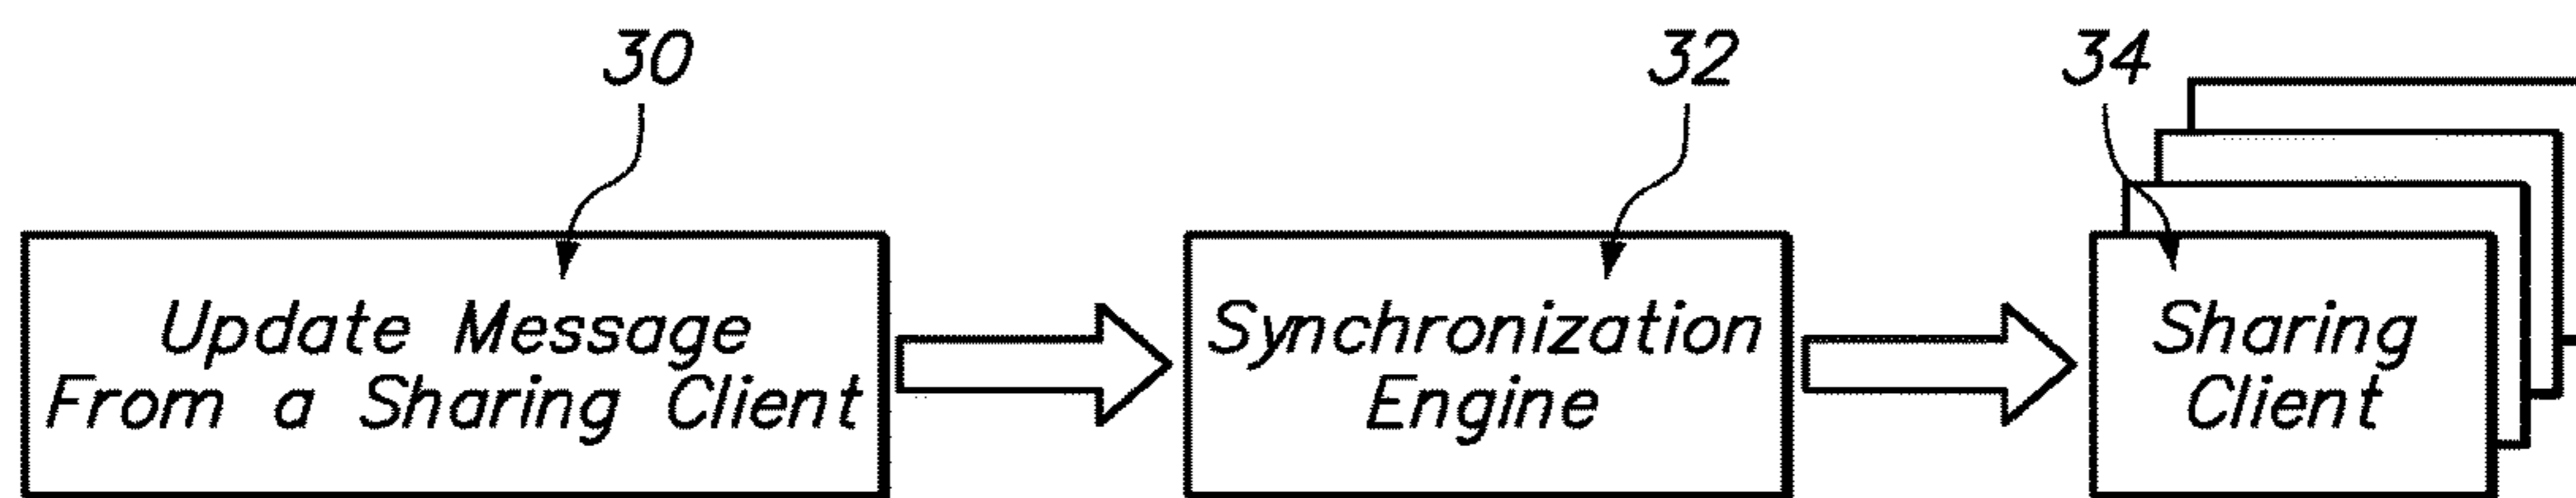 30
32
34
Update Message
From a Sharing Client
Synchronization
Engine
Sharing
Client